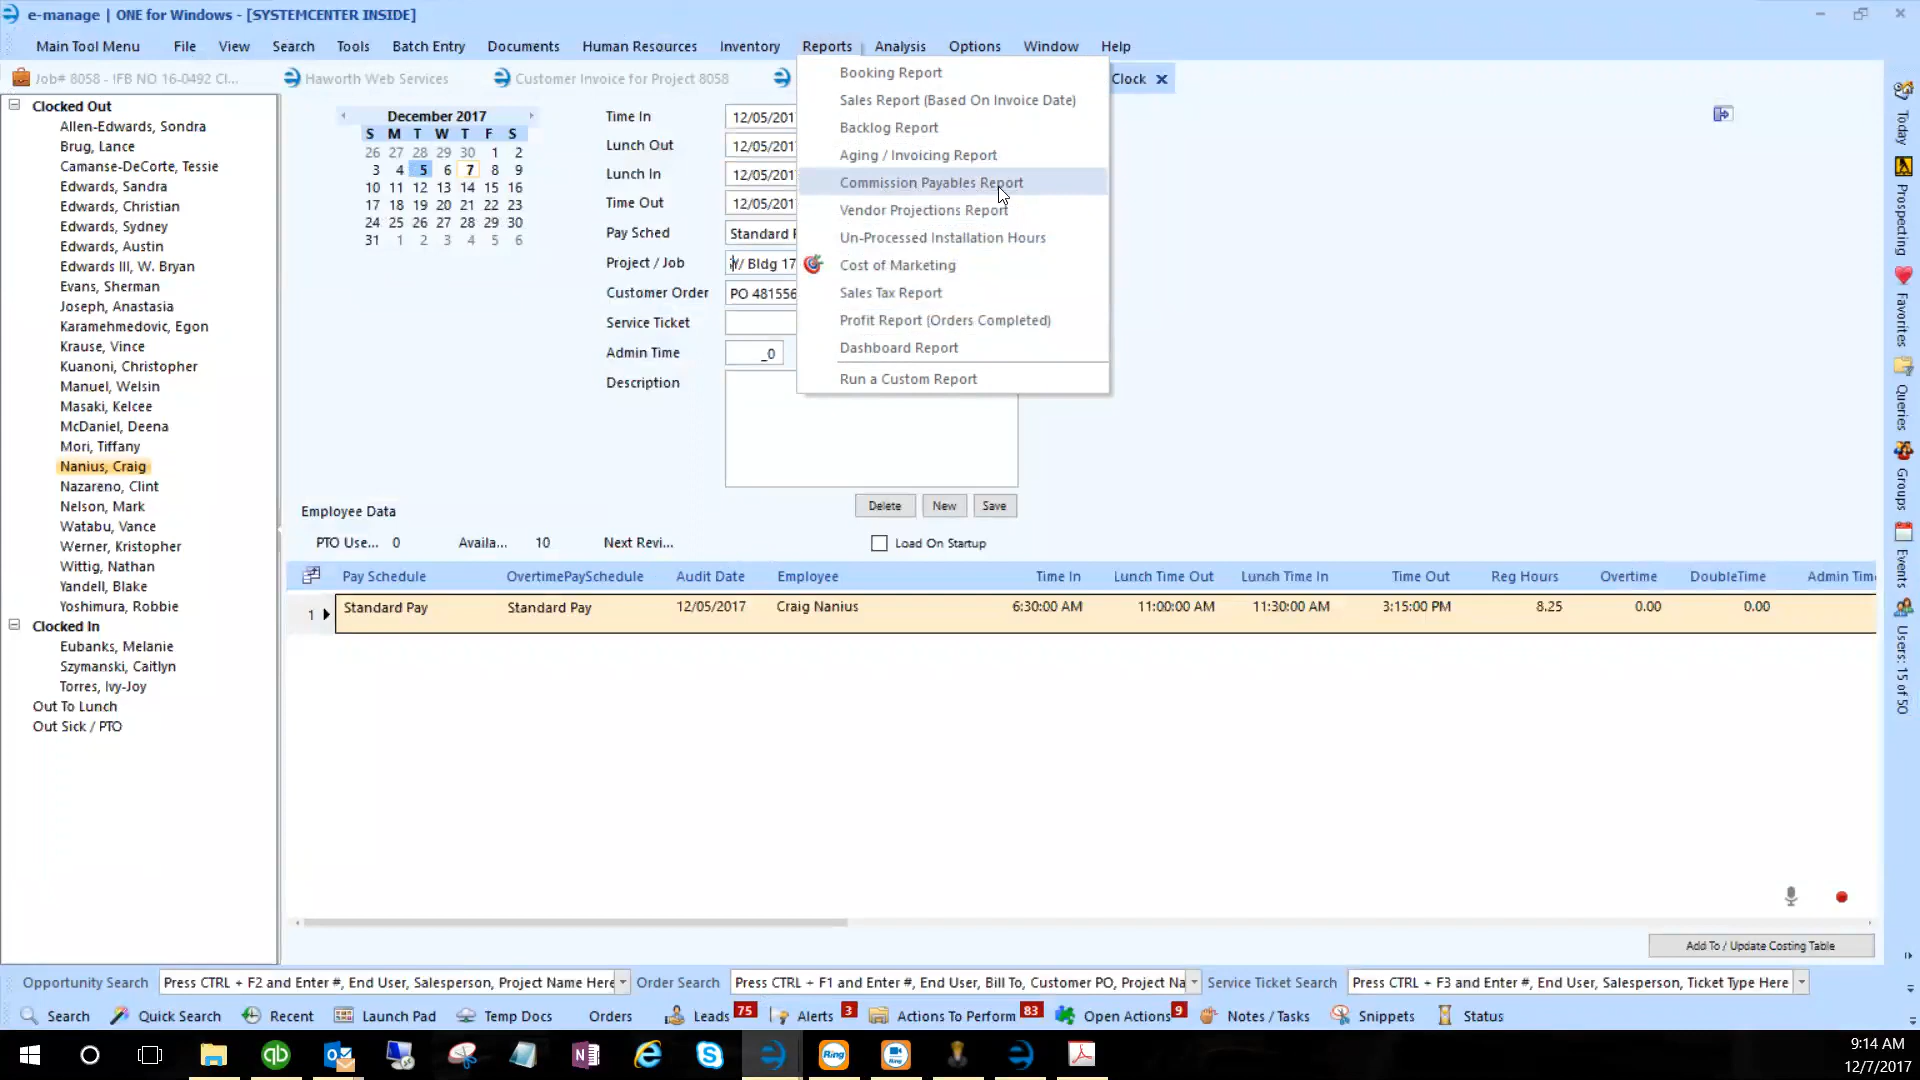 e-manage | ONE for Windows - [SYSTEMCENTER INSIDE]
Main Tool Menu File View Search Tools Batch Entry Documents Human Resources Inventory Reports Analysis Options Window Help
Job# 8058 - IFB NO 16-0492 Cl... Haworth Web Services Customer Invoice for Project 8058 Clock
Clocked Out
Allen-Edwards, Sondra
Brug, Lance
Camanse-DeCorte, Tessie
Edwards, Sandra
Edwards, Christian
Edwards, Sydney
Edwards, Austin
Edwards III, W. Bryan
Evans, Sherman
Joseph, Anastasia
Karamehmedovic, Egon
Krause, Vince
Kuanoni, Christopher
Manuel, Welsin
Masaki, Kelcee
McDaniel, Deena
Mori, Tiffany
Nanius, Craig
Nazareno, Clint
Nelson, Mark
Watabu, Vance
Werner, Kristopher
Wittig, Nathan
Yandell, Blake
Yoshimura, Robbie
Clocked In
Eubanks, Melanie
Szymanski, Caitlyn
Torres, Ivy-Joy
Out To Lunch
Out Sick / PTO
December 2017
S M T W T F S
26 27 28 29 30 1 2
3 4 5 6 7 8 9
10 11 12 13 14 15 16
17 18 19 20 21 22 23
24 25 26 27 28 29 30
31 1 2 3 4 5 6
Time In 12/05/201
Lunch Out 12/05/201
Lunch In 12/05/201
Time Out 12/05/201
Pay Sched Standard
Project / Job / Bldg 17
Customer Order PO 481556
Service Ticket
Admin Time _0
Description
Booking Report
Sales Report (Based On Invoice Date)
Backlog Report
Aging / Invoicing Report
Commission Payables Report
Vendor Projections Report
Un-Processed Installation Hours
Cost of Marketing
Sales Tax Report
Profit Report (Orders Completed)
Dashboard Report
Run a Custom Report
Delete New Save
Employee Data
PTO Use... 0 Availa... 10 Next Revi... Load On Startup
Pay Schedule OvertimePaySchedule Audit Date Employee Time In Lunch Time Out Lunch Time In Time Out Reg Hours Overtime DoubleTime Admin Tim
1 Standard Pay Standard Pay 12/05/2017 Craig Nanius 6:30:00 AM 11:00:00 AM 11:30:00 AM 3:15:00 PM 8.25 0.00 0.00
Add To / Update Costing Table
Today
Prospecting
Favorites
Queries
Groups
Events
Users: 15 of 50
Opportunity Search Press CTRL + F2 and Enter #, End User, Salesperson, Project Name Here Order Search Press CTRL + F1 and Enter #, End User, Bill To, Customer PO, Project Na Service Ticket Search Press CTRL + F3 and Enter #, End User, Salesperson, Ticket Type Here
Search Quick Search Recent Launch Pad Temp Docs Orders Leads 75 Alerts 3 Actions To Perform 83 Open Actions 9 Notes / Tasks Snippets Status
Ring Ring
9:14 AM
12/7/2017